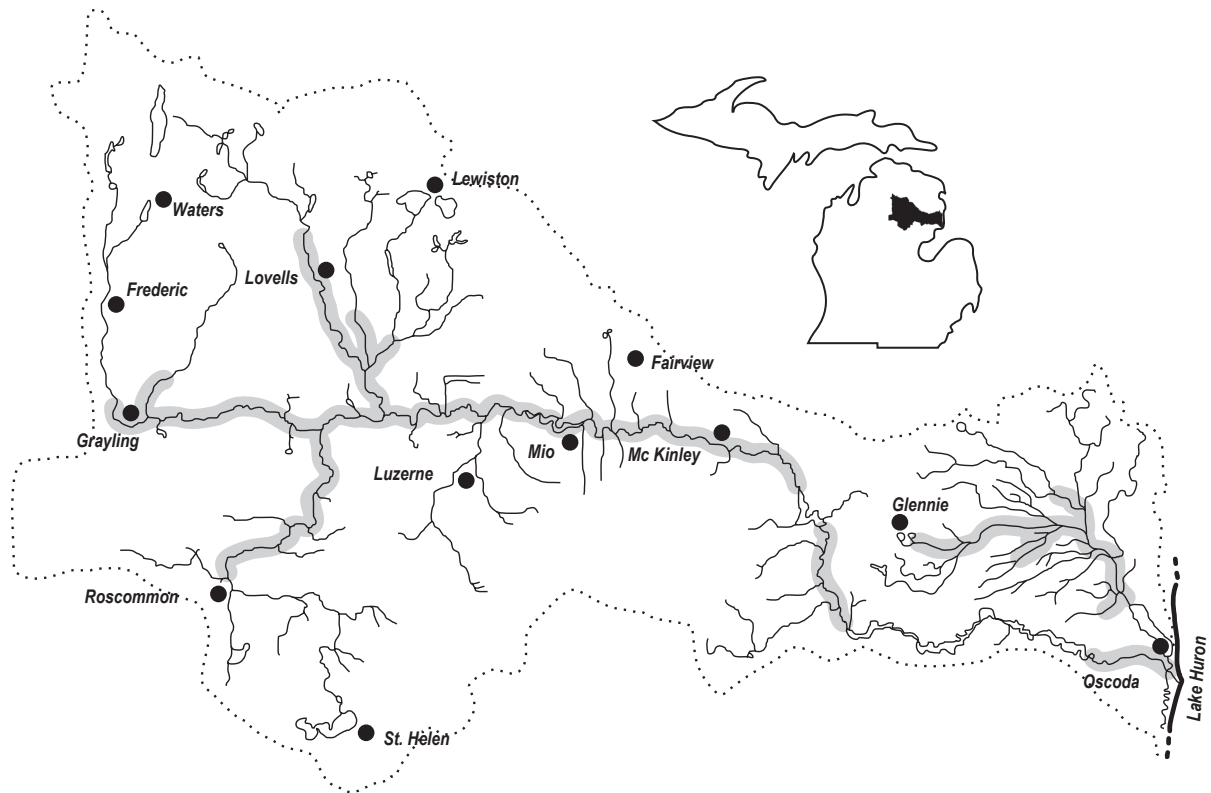 Lewiston
Waters
Lovells
Frederic
Fairview
Grayling
Mio
Mc Kinley
Luzerne
Glennie
Roscommon
Oscoda
Lake Huron
St. Helen